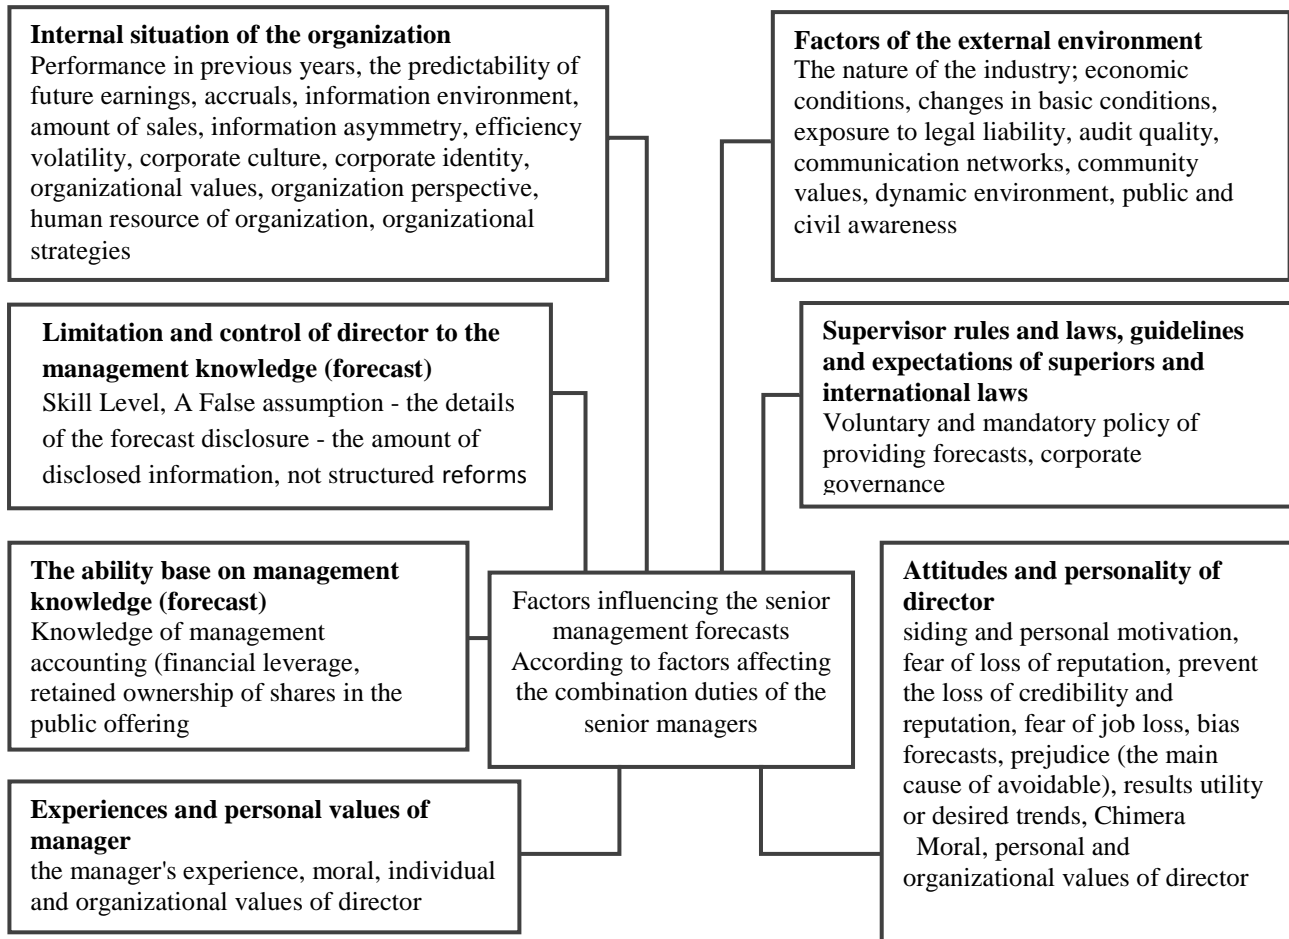 Internal situation of the organization
Performance in previous years, the predictability of
future earnings, accruals, information environment,
amount of sales, information asymmetry, efficiency
volatility, corporate culture, corporate identity,
organizational values, organization perspective,
human resource of organization, organizational
strategies
Factors of the external environment
The nature of the industry; economic
conditions, changes in basic conditions,
exposure to legal liability, audit quality,
communication networks, community
values, dynamic environment, public and
civil awareness
Limitation and control of director to the
management knowledge (forecast)
Skill Level, A False assumption - the details
of the forecast disclosure - the amount of
disclosed information, not structured reforms
Supervisor rules and laws, guidelines
and expectations of superiors and
international laws
Voluntary and mandatory policy of
providing forecasts, corporate
governance
The ability base on management
knowledge (forecast)
Knowledge of management
accounting (financial leverage,
retained ownership of shares in the
public offering
Factors influencing the senior
management forecasts
According to factors affecting
the combination duties of the
senior managers
Attitudes and personality of
director
siding and personal motivation,
fear of loss of reputation, prevent
the loss of credibility and
reputation, fear of job loss, bias
forecasts, prejudice (the main
cause of avoidable), results utility
or desired trends, Chimera
Moral, personal and
organizational values of director
Experiences and personal values of
manager
the manager's experience, moral, individual
and organizational values of director